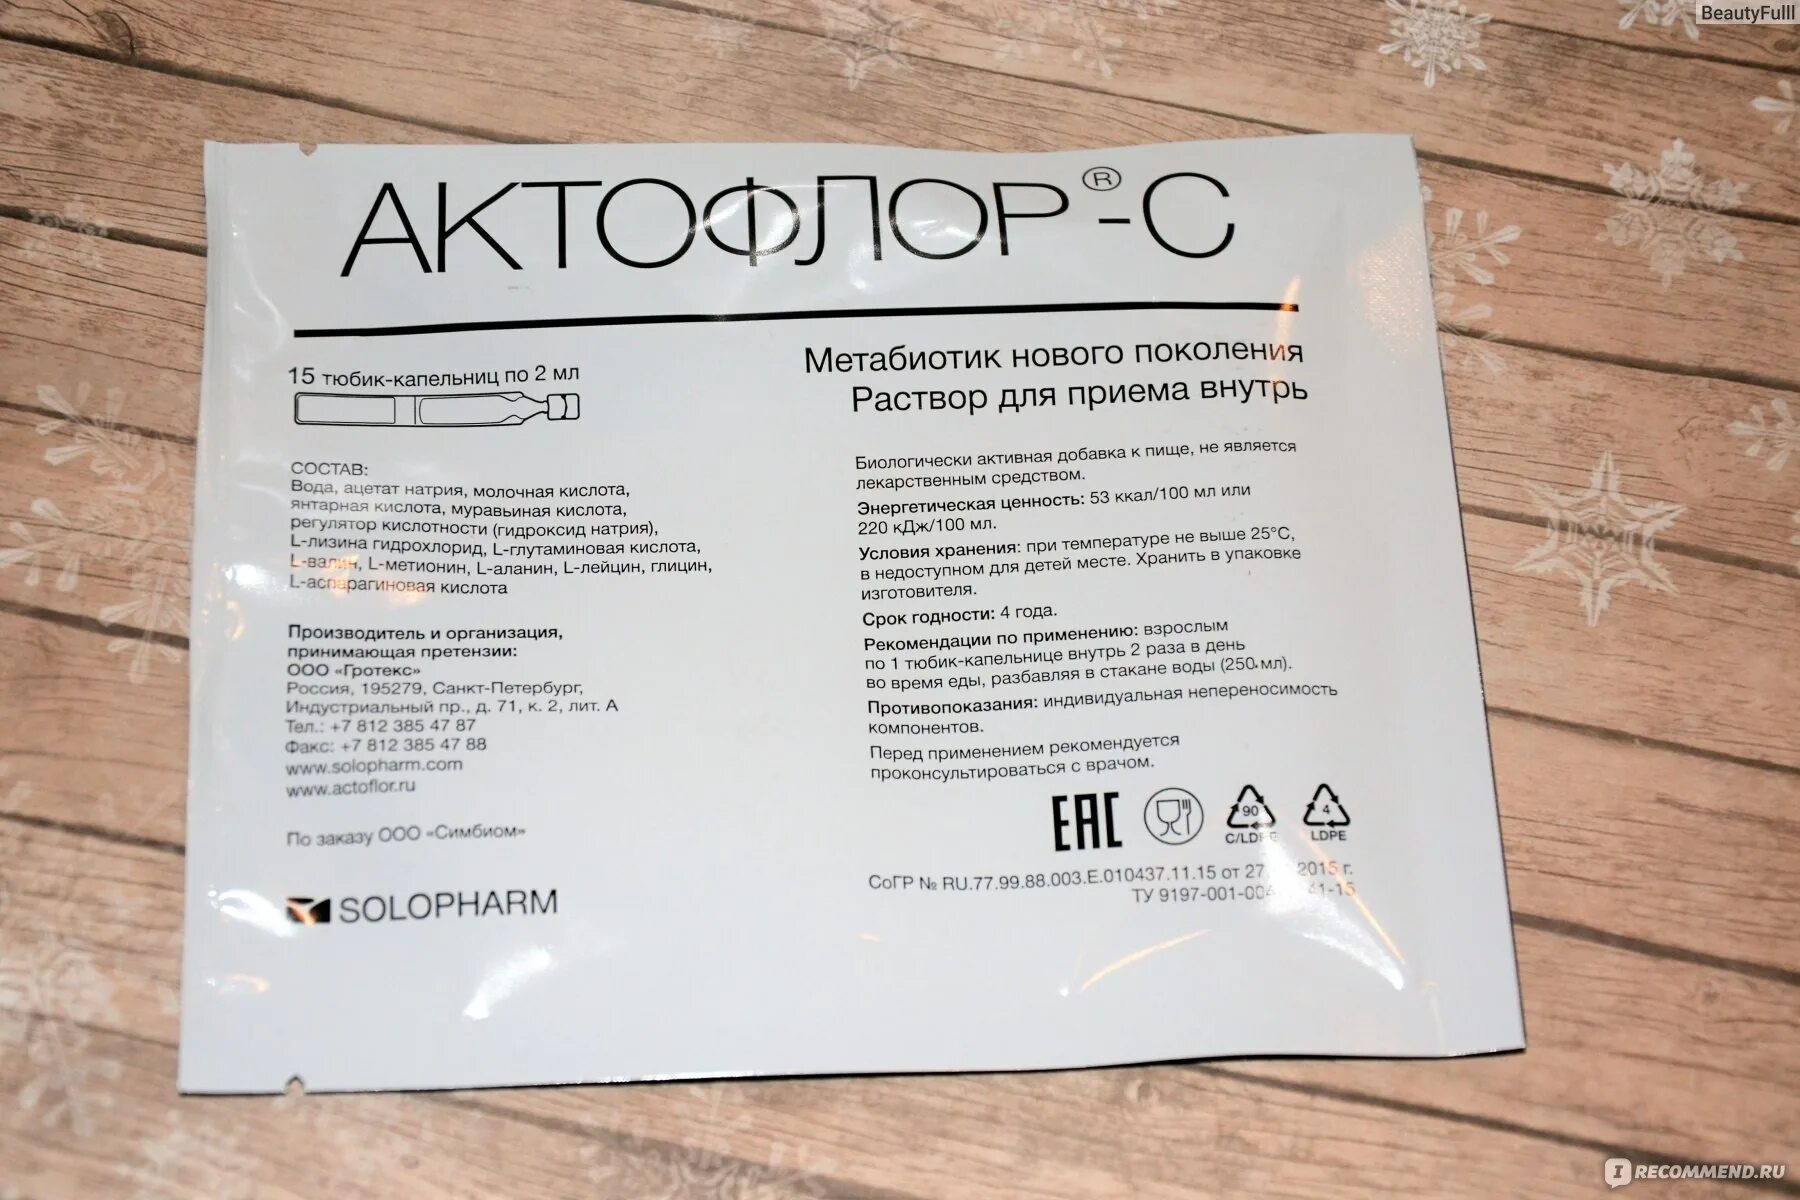 BeautyFulll
АКТОФЛОР®-С
15 тюбик-капельниц по 2 мл
СОСТАВ:
Вода, ацетат натрия, молочная кислота,
янтарная кислота, муравьиная кислота,
регулятор кислотности (гидроксид натрия),
L-лизина гидрохлорид, L-глутаминовая кислота,
L-валин, L-метионин, L-аланин, L-лейцин, глицин,
L-аспарагиновая кислота
Производитель и организация,
принимающая претензии:
ООО «Гротекс»
Россия, 195279, Санкт-Петербург,
Индустриальный пр., д. 71, к. 2, лит. А
Тел.: +7 812 385 47 87
Факс: +7 812 385 47 88
www.solopharm.com
www.actoflor.ru
По заказу ООО «Симбиом»
SOLOPHARM
Метабиотик нового поколения
Раствор для приема внутрь
Биологически активная добавка к пище, не является
лекарственным средством.
Энергетическая ценность: 53 ккал/100 мл или
220 кДж/100 мл.
Условия хранения: при температуре не выше 25°С,
в недоступном для детей месте. Хранить в упаковке
изготовителя.
Срок годности: 4 года.
Рекомендации по применению: взрослым
по 1 тюбик-капельнице внутрь 2 раза в день
во время еды, разбавляя в стакане воды (250 мл).
Противопоказания: индивидуальная непереносимость
компонентов.
Перед применением рекомендуется
проконсультироваться с врачом.
EAC
90 4
C/LDPE LDPE
СоГР № RU.77.99.88.003.Е.010437.11.15 от 27. 2015 г.
ТУ 9197-001-
IRECOMMEND.RU